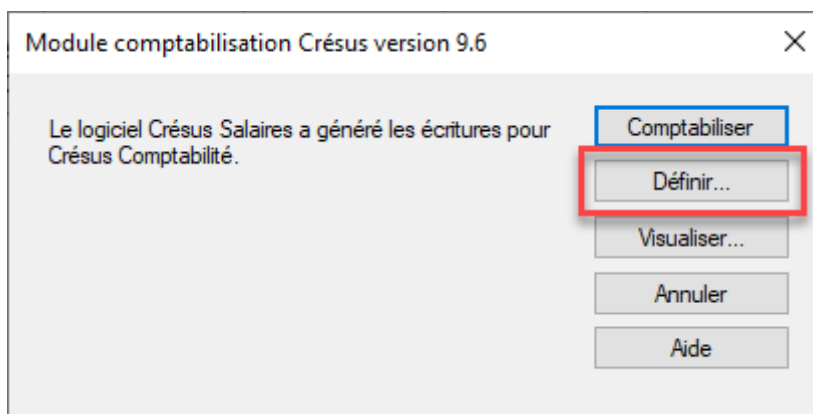 Module comptabilisation Crésus version 9.6
Le logiciel Crésus Salaires a généré les écritures pour
Crésus Comptabilité.
Comptabiliser
Définir...
Visualiser...
Annuler
Aide